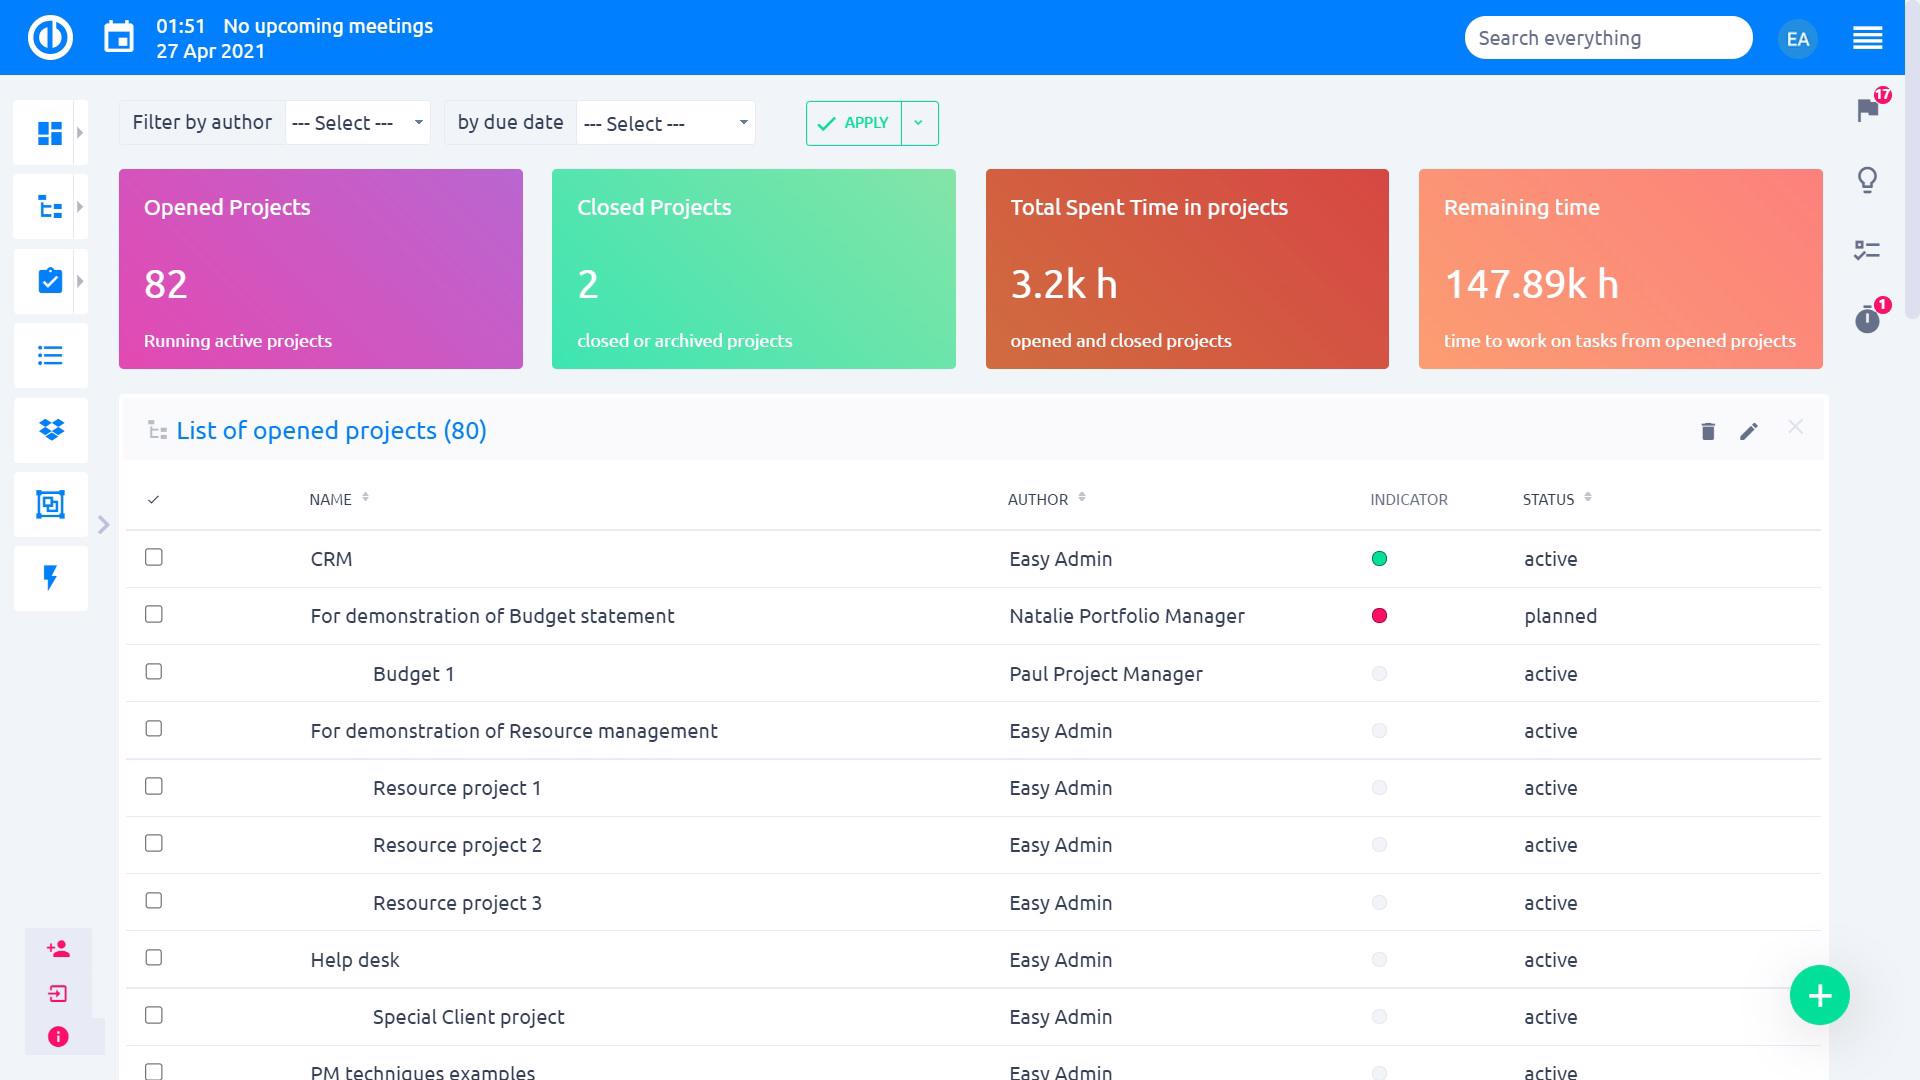 01:51 No upcoming meetings
27 Apr 2021
Search everything
EA
17
1
Filter by author --- Select --- by due date --- Select --- APPLY
Opened Projects
82
Running active projects
Closed Projects
2
closed or archived projects
Total Spent Time in projects
3.2k h
opened and closed projects
Remaining time
147.89k h
time to work on tasks from opened projects
List of opened projects (80)
NAME AUTHOR INDICATOR STATUS
CRM Easy Admin active
For demonstration of Budget statement Natalie Portfolio Manager planned
Budget 1 Paul Project Manager active
For demonstration of Resource management Easy Admin active
Resource project 1 Easy Admin active
Resource project 2 Easy Admin active
Resource project 3 Easy Admin active
Help desk Easy Admin active
Special Client project Easy Admin active
PM techniques examples Easy Admin active